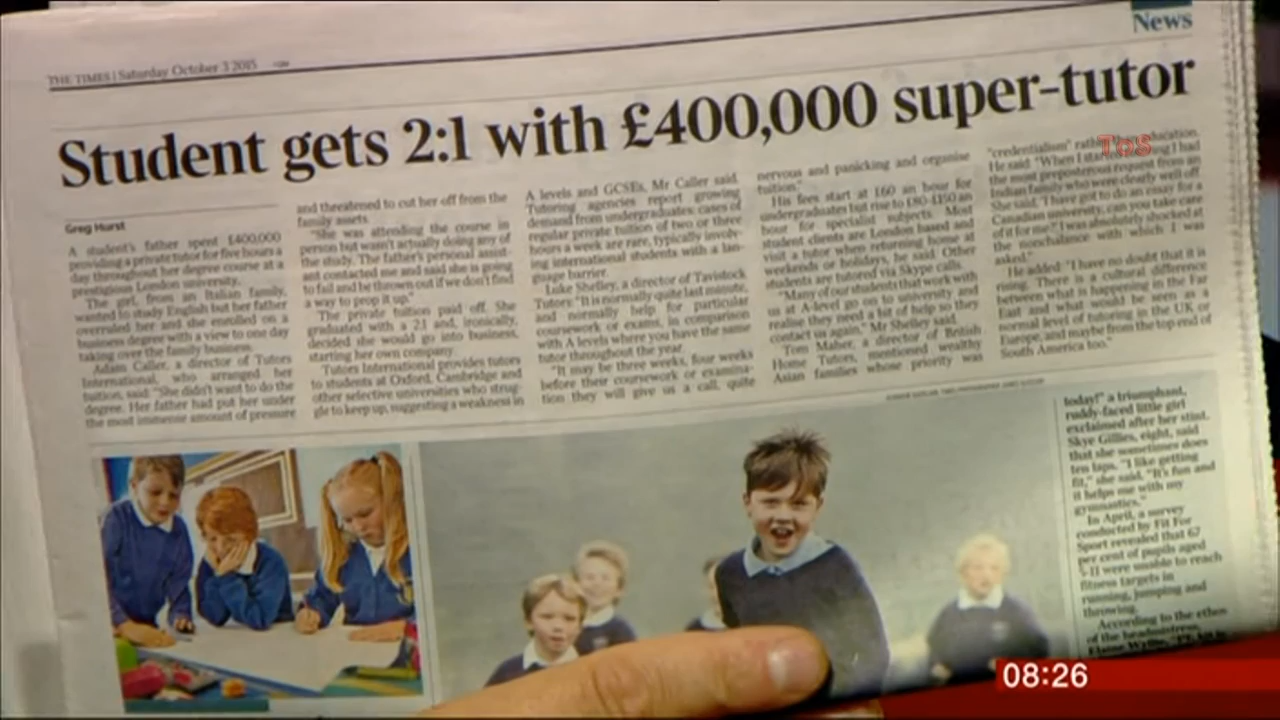 News
THE TIMES | Saturday October 3 2015
Student gets 2:1 with £400,000 super-tutor
Greg Hurst
A student's father spent £400,000
providing a private tutor for five hours a
day throughout her degree course at a
prestigious London university.
The girl, from an Italian family,
wanted to study English but her father
overruled her and she enrolled on a
business degree with a view to one day
taking over the family business.
Adam Caller, a director of Tutors
International, who arranged her
tuition, said: "She didn't want to do the
degree. Her father had put her under
the most immense amount of pressure
and threatened to cut her off from the
family assets.
"She was attending the course in
person but wasn't actually doing any of
the study. The father's personal assist-
ant contacted me and said she is going
to fail and be thrown out if we don't find
a way to prop it up."
The private tuition paid off. She
graduated with a 2:1 and, ironically,
decided she would go into business,
starting her own company.
Tutors International provides tutors
to students at Oxford, Cambridge and
other selective universities who strug-
gle to keep up, suggesting a weakness in
A levels and GCSEs, Mr Caller said.
Tutoring agencies report growing
demand from undergraduates: cases of
regular private tuition of two or three
hours a week are rare, typically involv-
ing international students with a lan-
guage barrier.
Luke Shelley, a director of Tavistock
Tutors: "It is normally quite last minute,
and normally help for particular
coursework or exams, in comparison
with A levels where you have the same
tutor throughout the year.
"It may be three weeks, four weeks
before their coursework or examina-
tion they will give us a call, quite
nervous and panicking and organise
tuition."
His fees start at £60 an hour for
undergraduates but rise to £80-£150 an
hour for specialist subjects. Most
student clients are London based and
visit a tutor when returning home at
weekends or holidays, he said. Other
students are tutored via Skype calls.
"Many of our students that work with
us at A-level go on to university and
realise they need a bit of help so they
contact us again," Mr Shelley said.
Tom Maher, a director of British
Home Tutors, mentioned wealthy
Asian families whose priority was
"credentialism" rather than education.
He said: "When I started tutoring I had
the most preposterous request from an
Indian family who were clearly well off.
She said, 'I have got to do an essay for a
Canadian university, can you take care
of it for me?' I was absolutely shocked at
the nonchalance with which I was
asked."
He added: "I have no doubt that it is
rising. There is a cultural difference
between what is happening in the Far
East and what would be seen as a
normal level of tutoring in the UK or
Europe, and maybe from the top end of
South America too."
TOS
today!" a triumphant,
ruddy-faced little girl
exclaimed after her stint.
Skye Gillies, eight, said
that she sometimes does
ten laps. "I like getting
fit," she said. "It's fun and
it helps me with my
gymnastics."
In April, a survey
conducted by Fit For
Sport revealed that 67
per cent of pupils aged
5-11 were unable to reach
fitness targets in
running, jumping and
throwing.
According to the ethos
of the headmistress,
Elaine Wyllie,
08:26